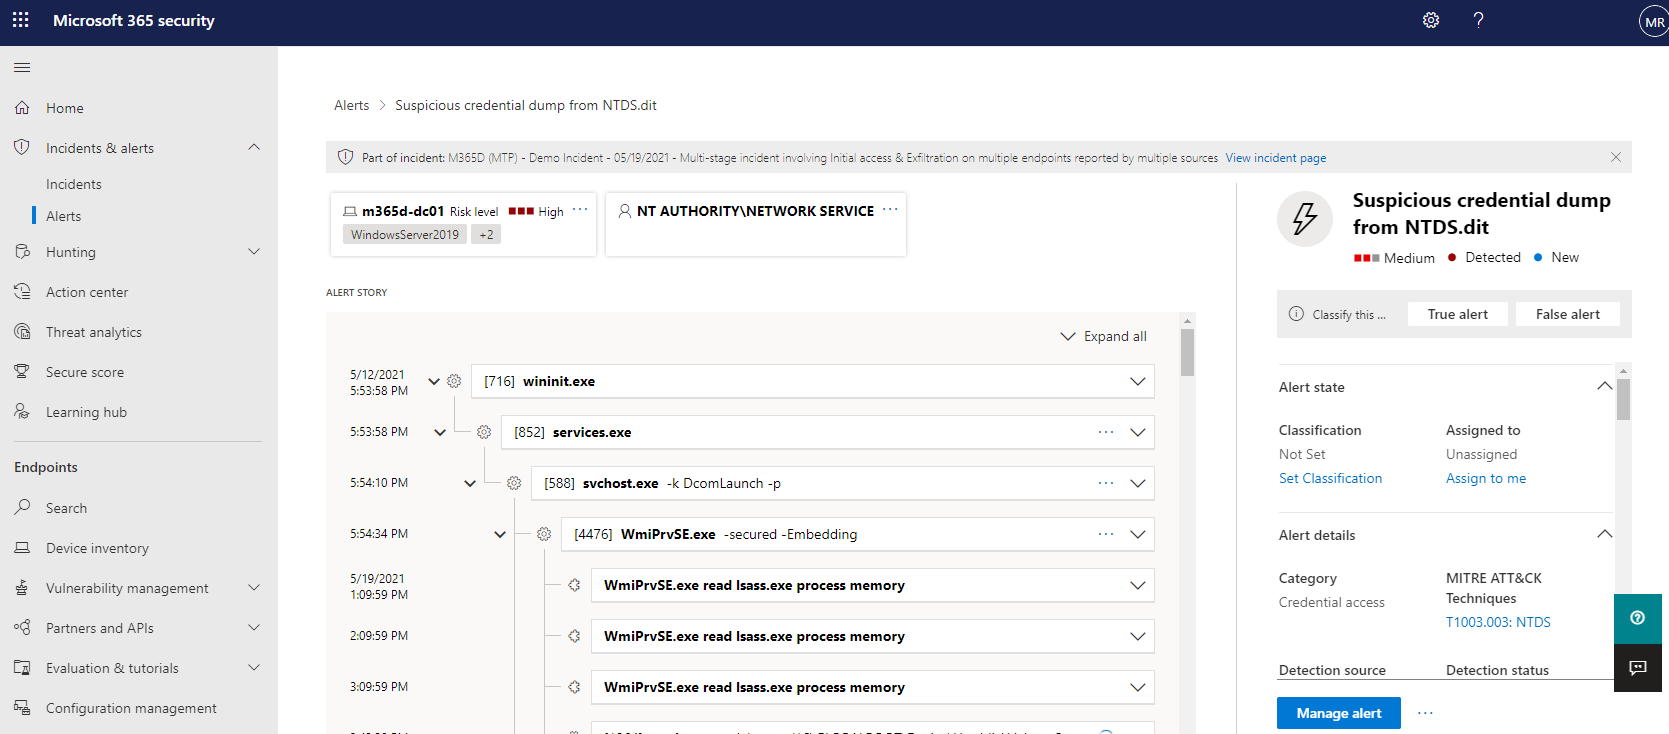 Microsoft 365 security
?
MR
Home
Incidents & alerts
Incidents
Alerts
Hunting
Action center
Threat analytics
Secure score
Learning hub
Endpoints
Search
Device inventory
Vulnerability management
Partners and APIs
Evaluation & tutorials
Configuration management
Alerts > Suspicious credential dump from NTDS.dit
Part of incident: M365D (MTP) - Demo Incident - 05/19/2021 - Multi-stage incident involving Initial access & Exfiltration on multiple endpoints reported by multiple sources View incident page
m365d-dc01 Risk level High ...
WindowsServer2019 +2
NT AUTHORITY\NETWORK SERVICE ...
ALERT STORY
Expand all
5/12/2021
5:53:58 PM
[716] wininit.exe
5:53:58 PM
[852] services.exe ...
5:54:10 PM
[588] svchost.exe -k DcomLaunch -p ...
5:54:34 PM
[4476] WmiPrvSE.exe -secured -Embedding ...
5/19/2021
1:09:59 PM
WmiPrvSE.exe read lsass.exe process memory
2:09:59 PM
WmiPrvSE.exe read lsass.exe process memory
3:09:59 PM
WmiPrvSE.exe read lsass.exe process memory
Suspicious credential dump
from NTDS.dit
Medium Detected New
Classify this ...
True alert
False alert
Alert state
Classification
Not Set
Set Classification
Assigned to
Unassigned
Assign to me
Alert details
Category
Credential access
MITRE ATT&CK
Techniques
T1003.003: NTDS
Detection source
Detection status
Manage alert ...